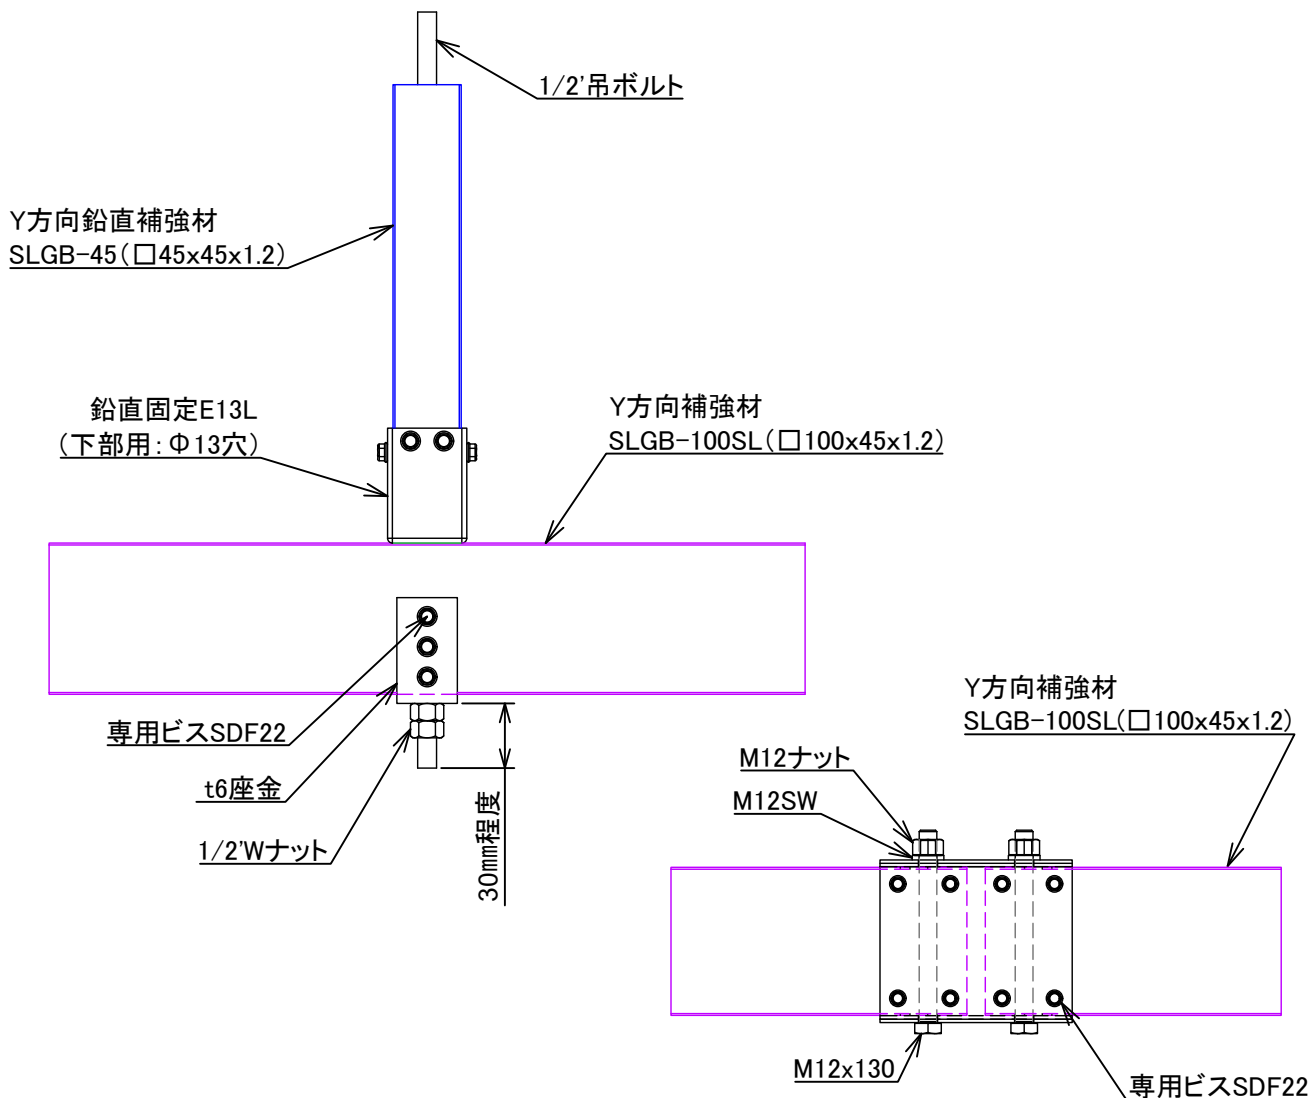 1/2'吊ボルト
Y方向鉛直補強材
SLGB-45(□45x45x1.2)
鉛直固定E13L
(下部用:Φ13穴)
Y方向補強材
SLGB-100SL(□100x45x1.2)
専用ビスSDF22
t6座金
1/2'Wナット
30mm程度
Y方向補強材
SLGB-100SL(□100x45x1.2)
M12ナット
M12SW
M12x130
専用ビスSDF22